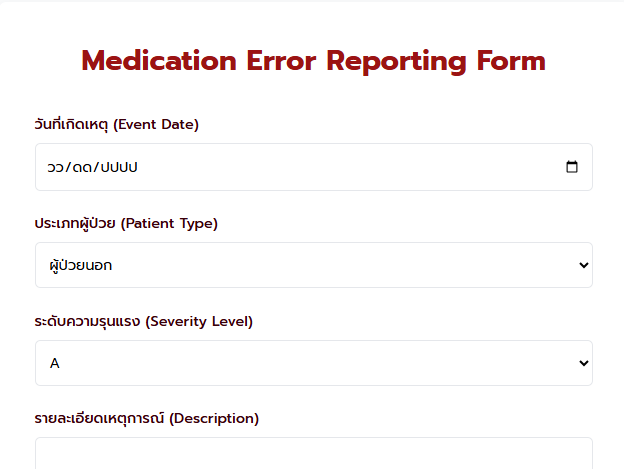 Medication Error Reporting Form
วันที่เกิดเหตุ (Event Date)
วว/ดด/ปปปป
ประเภทผู้ป่วย (Patient Type)
ผู้ป่วยนอก
ระดับความรุนแรง (Severity Level)
A
รายละเอียดเหตุการณ์ (Description)